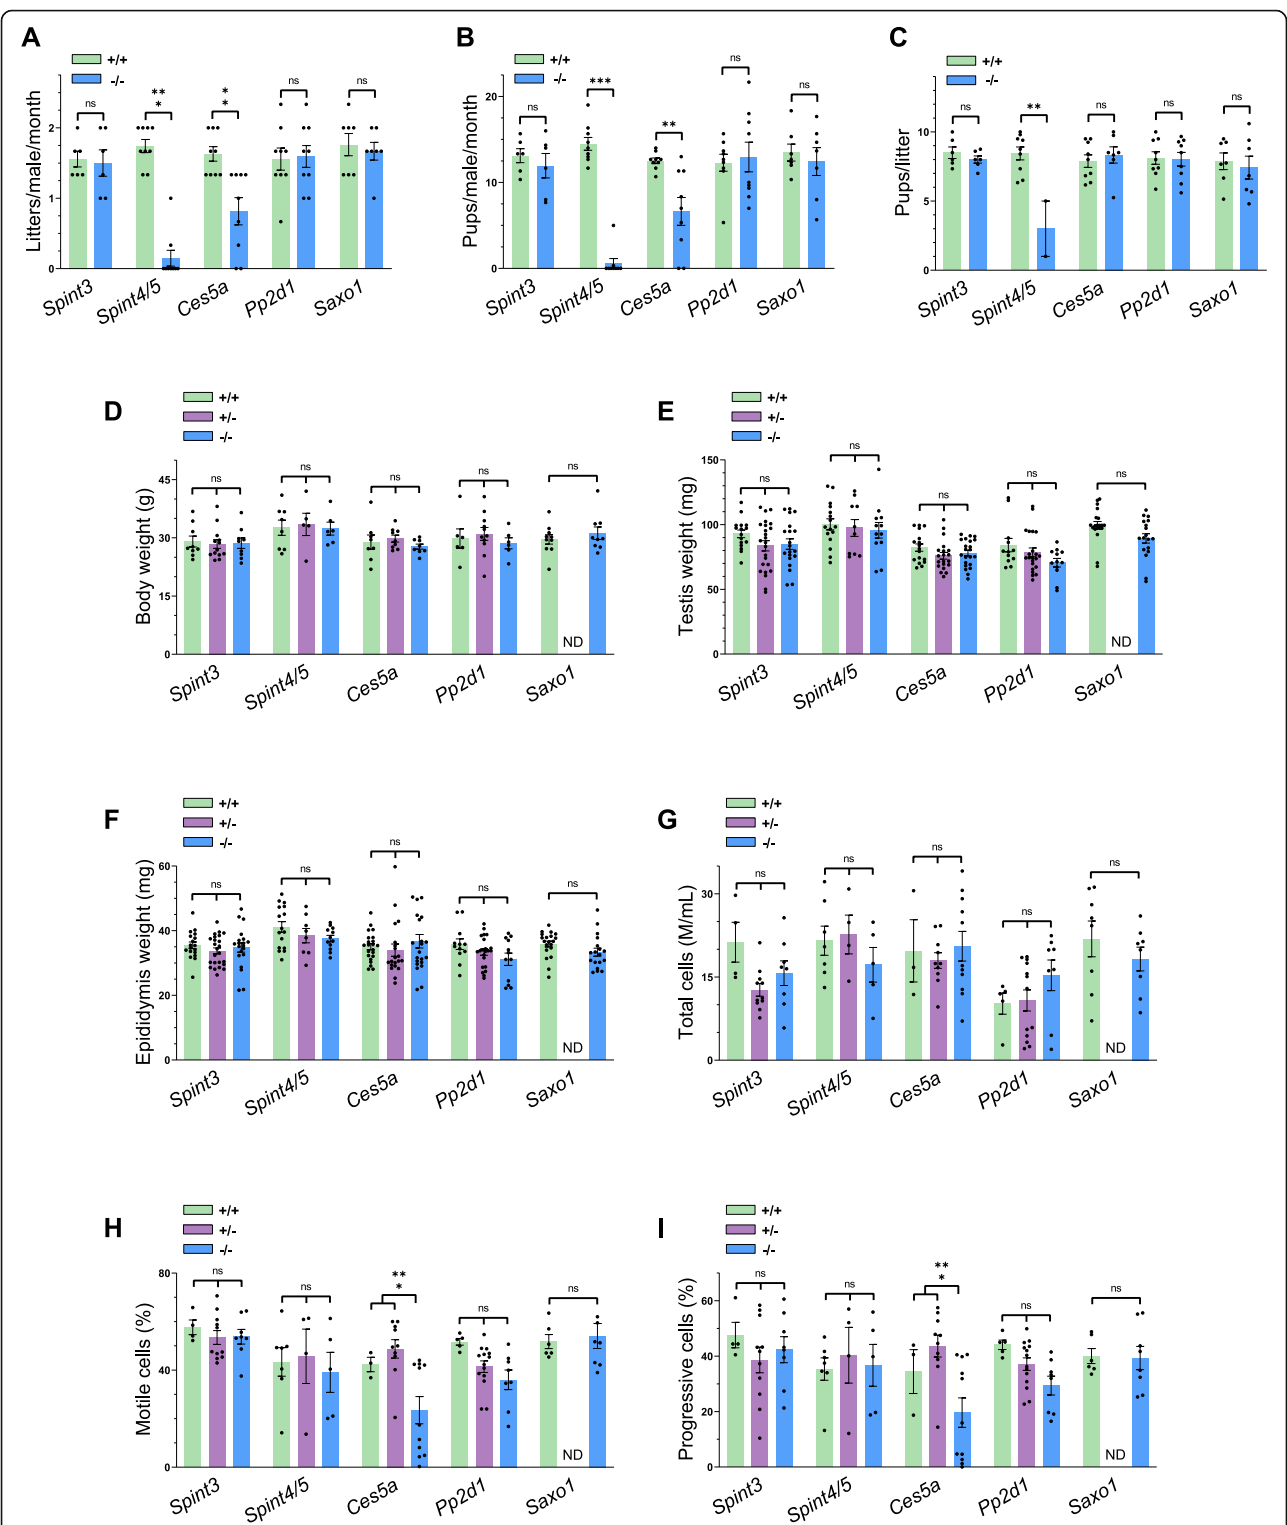 A
+/+
-/-
Litters/male/month
2
1
0
ns
**
*
*
*
ns
ns
Spint3
Spint4/5
Ces5a
Pp2d1
Saxo1
B
+/+
-/-
Pups/male/month
20
10
0
ns
***
**
ns
ns
Spint3
Spint4/5
Ces5a
Pp2d1
Saxo1
C
+/+
-/-
Pups/litter
10
5
0
ns
**
ns
ns
ns
Spint3
Spint4/5
Ces5a
Pp2d1
Saxo1
D
+/+
+/-
-/-
Body weight (g)
45
30
15
0
ns
ns
ns
ns
ns
ND
Spint3
Spint4/5
Ces5a
Pp2d1
Saxo1
E
+/+
+/-
-/-
Testis weight (mg)
150
100
50
0
ns
ns
ns
ns
ns
ND
Spint3
Spint4/5
Ces5a
Pp2d1
Saxo1
F
+/+
+/-
-/-
Epididymis weight (mg)
60
40
20
0
ns
ns
ns
ns
ns
ND
Spint3
Spint4/5
Ces5a
Pp2d1
Saxo1
G
+/+
+/-
-/-
Total cells (M/mL)
30
15
0
ns
ns
ns
ns
ns
ND
Spint3
Spint4/5
Ces5a
Pp2d1
Saxo1
H
+/+
+/-
-/-
Motile cells (%)
80
40
0
ns
ns
**
*
ns
ns
ND
Spint3
Spint4/5
Ces5a
Pp2d1
Saxo1
I
+/+
+/-
-/-
Progressive cells (%)
60
40
20
0
ns
ns
**
*
ns
ns
ND
Spint3
Spint4/5
Ces5a
Pp2d1
Saxo1